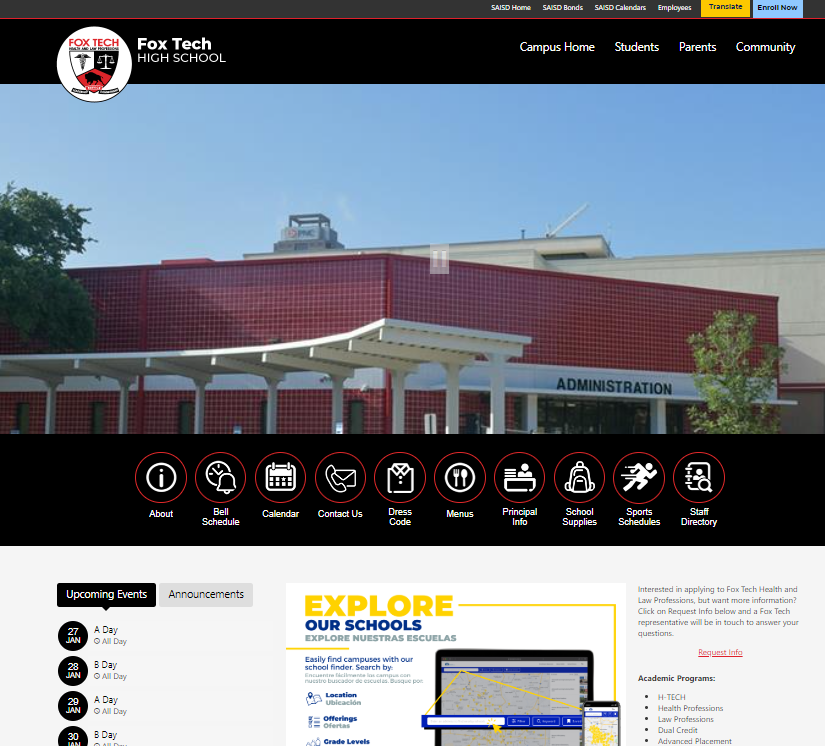 SAISD Home SAISD Bonds SAISD Calendars Employees Translate Enroll Now
FOX TECH
HEALTH AND LAW PROFESSIONS
Fox Tech
HIGH SCHOOL
Campus Home Students Parents Community
PNC
ADMINISTRATION
About
Bell
Schedule
Calendar
Contact Us
Dress
Code
Menus
Principal
Info
School
Supplies
Sports
Schedules
Staff
Directory
Upcoming Events
Announcements
27
JAN
A Day
All Day
28
JAN
B Day
All Day
29
JAN
A Day
All Day
30
JAN
B Day
All Day
EXPLORE
OUR SCHOOLS
EXPLORE NUESTRAS ESCUELAS
Easily find campuses with our
school finder. Search by:
Encuentre fácilmente los campus con
nuestro buscador de escuelas. Busque por:
Location
Ubicación
Offerings
Ofertas
Grade Levels
Interested in applying to Fox Tech Health and
Law Professions, but want more information?
Click on Request Info below and a Fox Tech
representative will be in touch to answer your
questions.
Request Info
Academic Programs:
H-TECH
Health Professions
Law Professions
Dual Credit
Advanced Placement